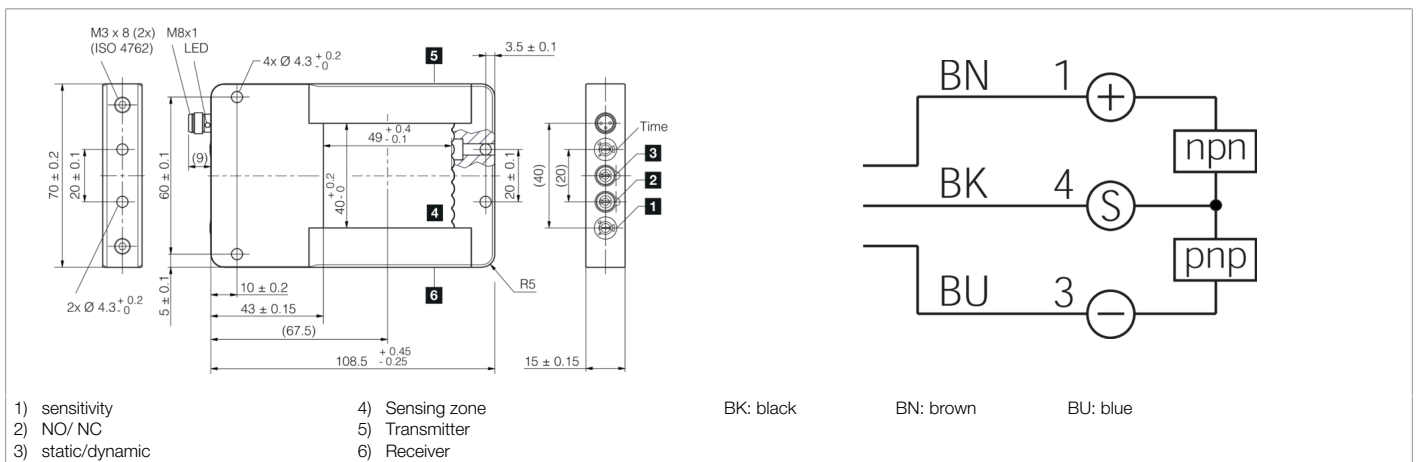 M3 x 8 (2x)
(ISO 4762)
M8x1
LED
4x Ø 4.3 + 0.2 - 0
5
3.5 ± 0.1
70 ± 0.2
20 ± 0.1
60 ± 0.1
(9)
49 + 0.4 - 0.1
40 + 0.2 - 0
4
20 ± 0.1
(40)
(20)
Time
3
2
1
2x Ø 4.3 + 0.2 - 0
5 ± 0.1
10 ± 0.2
43 ± 0.15
(67.5)
108.5 + 0.45 - 0.25
6
R5
15 ± 0.15
BN 1 +
npn
BK 4 S
pnp
BU 3 −
1) sensitivity
2) NO/ NC
3) static/dynamic
4) Sensing zone
5) Transmitter
6) Receiver
BK: black BN: brown BU: blue